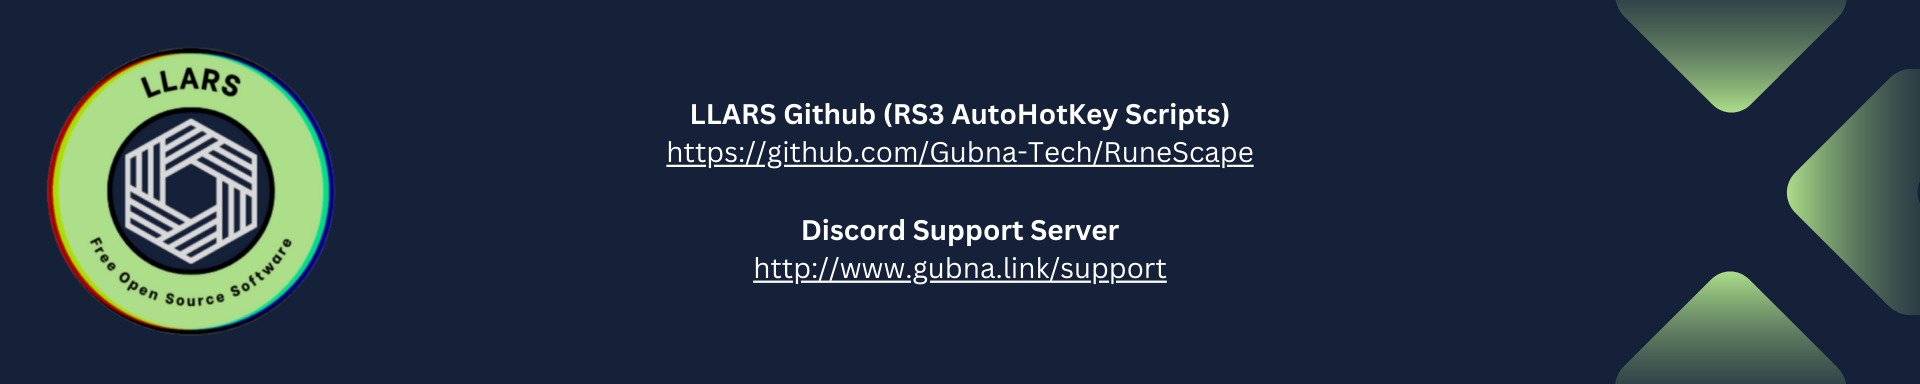 LLARS
Free Open Source Software
LLARS Github (RS3 AutoHotKey Scripts)
https://github.com/Gubna-Tech/RuneScape
Discord Support Server
http://www.gubna.link/support